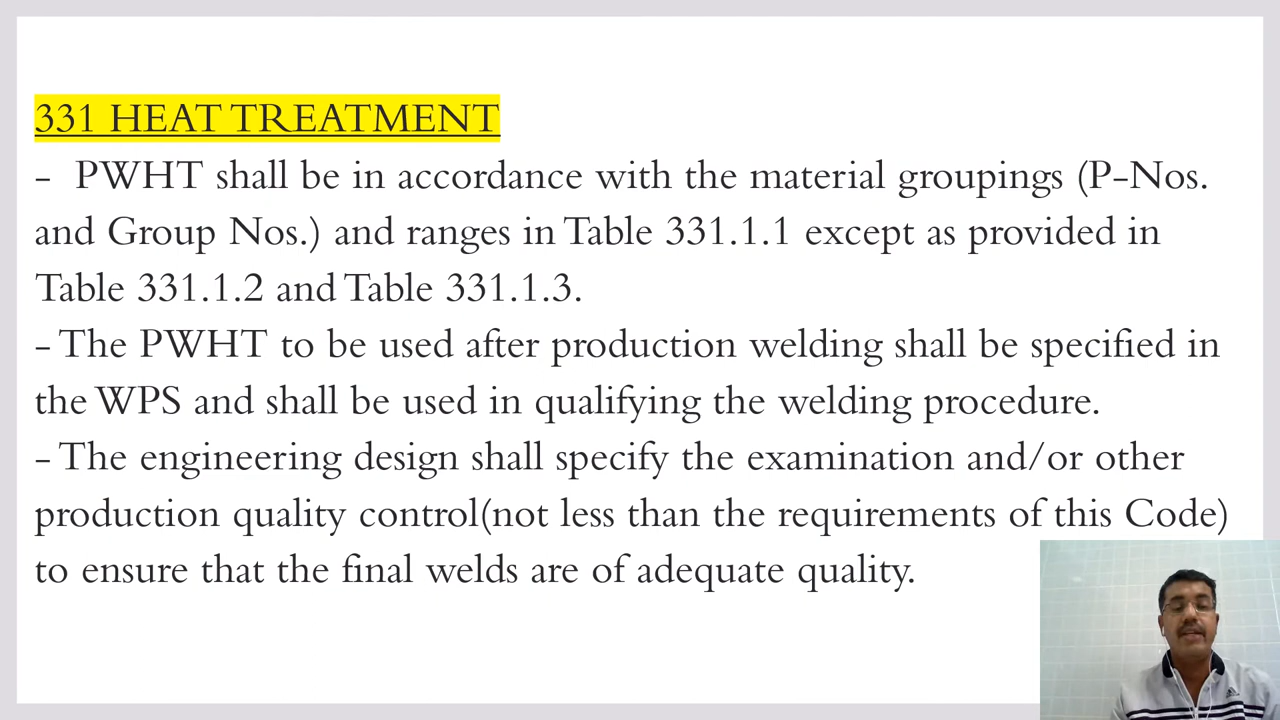 331 HEAT TREATMENT
- PWHT shall be in accordance with the material groupings (P-Nos.
and Group Nos.) and ranges in Table 331.1.1 except as provided in
Table 331.1.2 and Table 331.1.3.
- The PWHT to be used after production welding shall be specified in
the WPS and shall be used in qualifying the welding procedure.
- The engineering design shall specify the examination and/or other
production quality control(not less than the requirements of this Code)
to ensure that the final welds are of adequate quality.